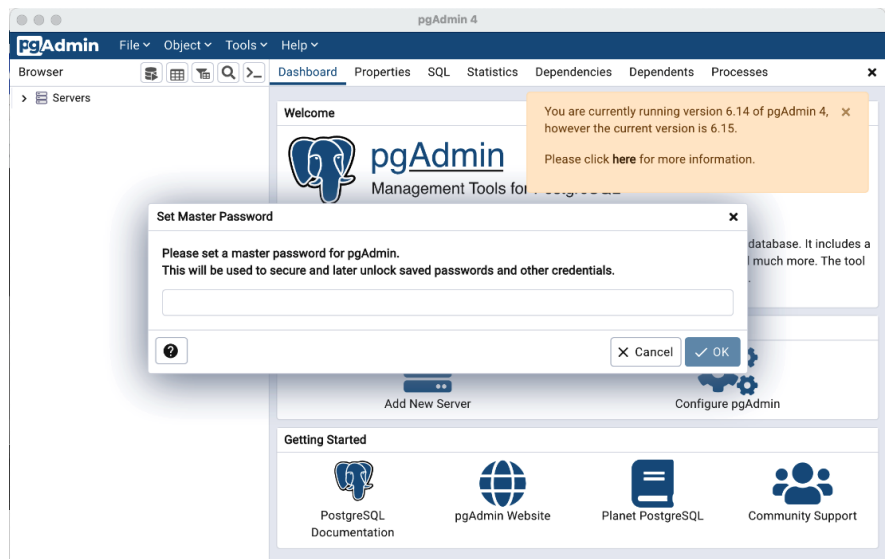 pgAdmin 4
pgAdmin File Object Tools Help
Browser
Dashboard Properties SQL Statistics Dependencies Dependents Processes
Servers
Welcome
You are currently running version 6.14 of pgAdmin 4,
however the current version is 6.15.
Please click here for more information.
pgAdmin
Management Tools for PostgreSQL
Set Master Password
Please set a master password for pgAdmin.
This will be used to secure and later unlock saved passwords and other credentials.
Cancel
OK
database. It includes a
much more. The tool
Add New Server
Configure pgAdmin
Getting Started
PostgreSQL
Documentation
pgAdmin Website
Planet PostgreSQL
Community Support